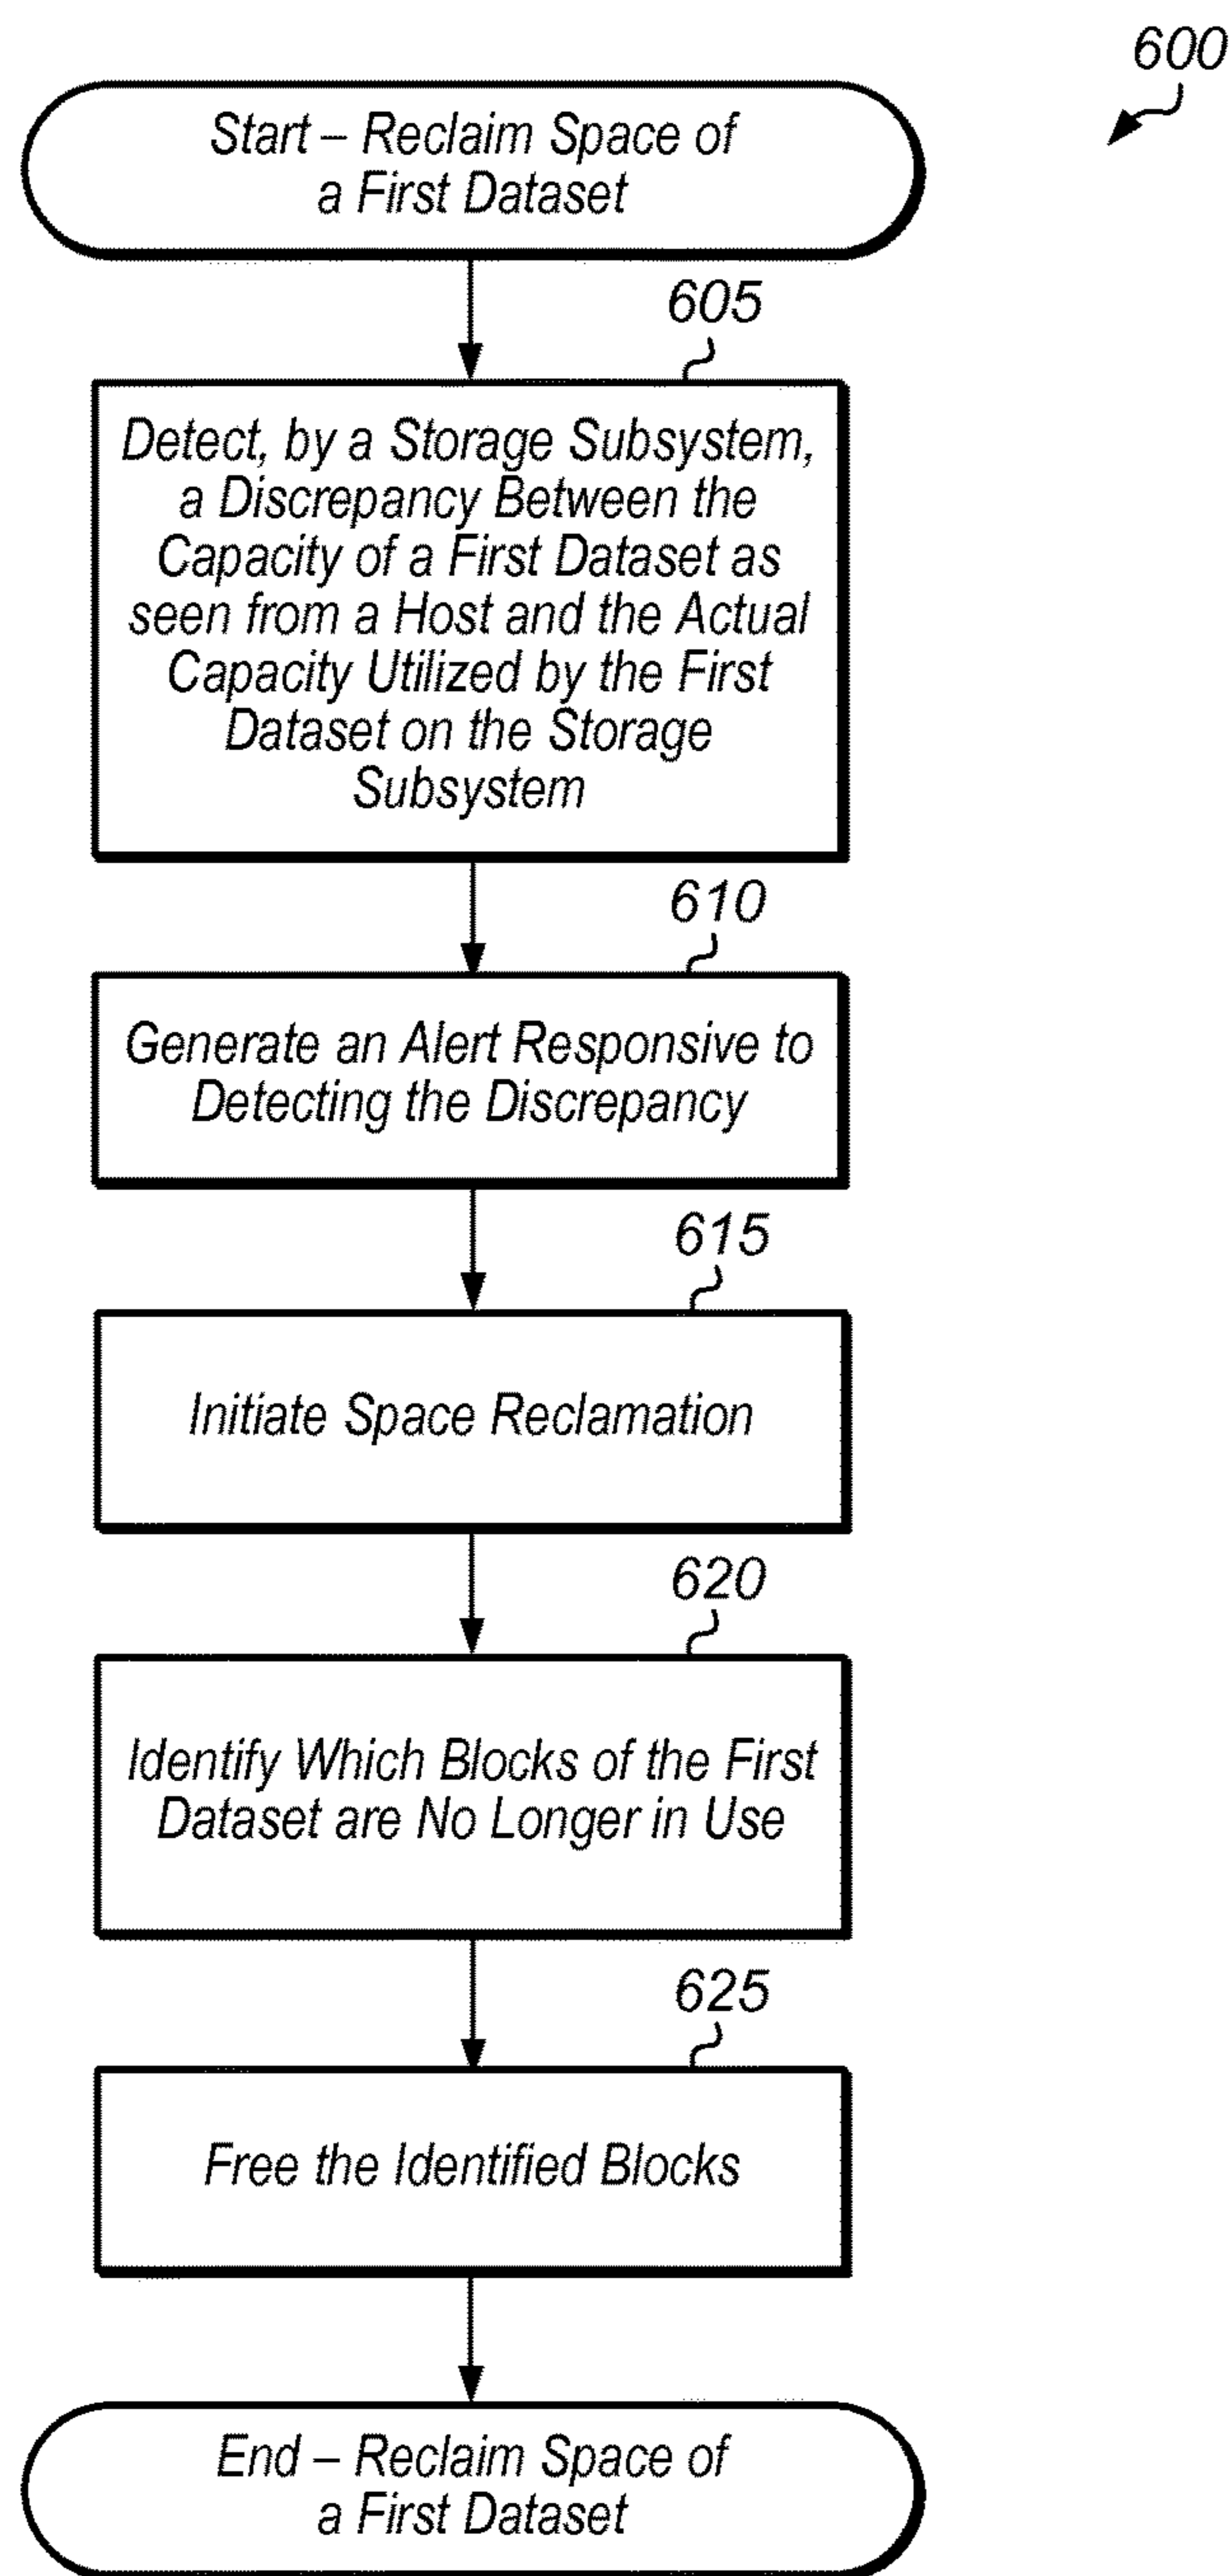 600
Start – Reclaim Space of
a First Dataset
605
Detect, by a Storage Subsystem,
a Discrepancy Between the
Capacity of a First Dataset as
seen from a Host and the Actual
Capacity Utilized by the First
Dataset on the Storage
Subsystem
610
Generate an Alert Responsive to
Detecting the Discrepancy
615
Initiate Space Reclamation
620
Identify Which Blocks of the First
Dataset are No Longer in Use
625
Free the Identified Blocks
End – Reclaim Space of
a First Dataset